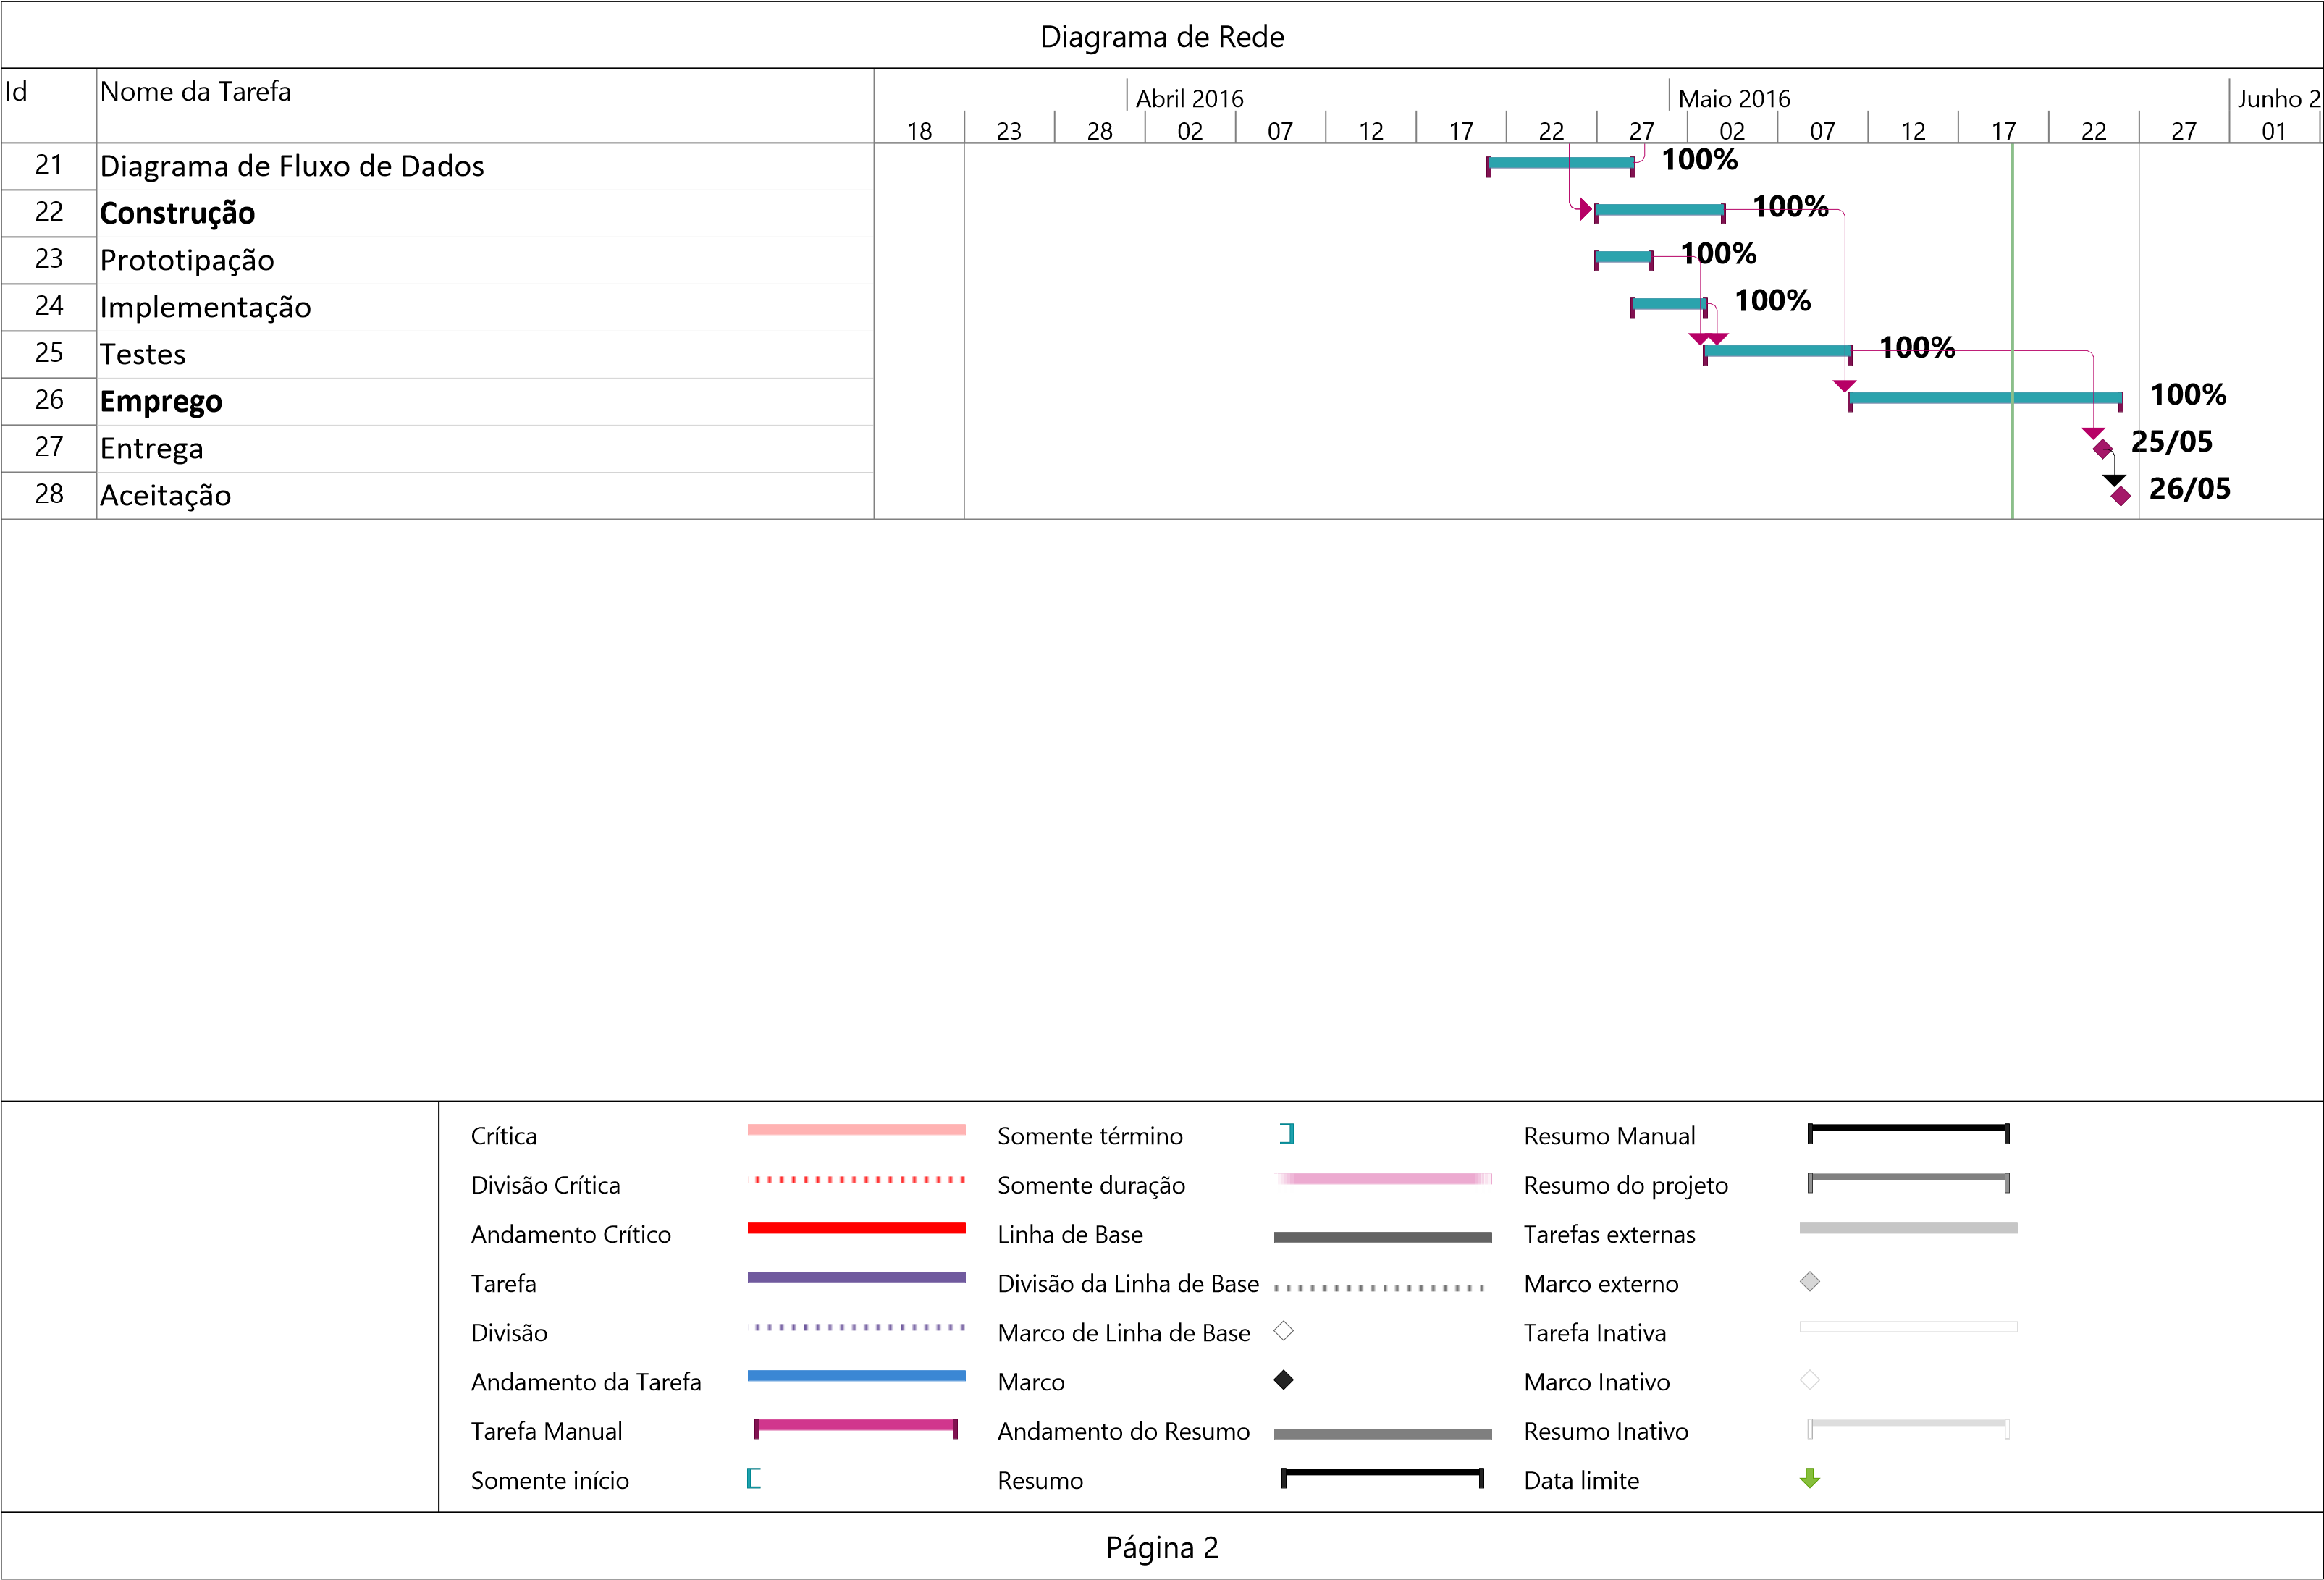 Diagrama de Rede
Id Nome da Tarefa
Abril 2016 Maio 2016 Junho 2
18 23 28 02 07 12 17 22 27 02 07 12 17 22 27 01
21 Diagrama de Fluxo de Dados 100%
22 Construção 100%
23 Prototipação 100%
24 Implementação 100%
25 Testes 100%
26 Emprego 100%
27 Entrega 25/05
28 Aceitação 26/05
Crítica Somente término Resumo Manual
Divisão Crítica Somente duração Resumo do projeto
Andamento Crítico Linha de Base Tarefas externas
Tarefa Divisão da Linha de Base Marco externo
Divisão Marco de Linha de Base Tarefa Inativa
Andamento da Tarefa Marco Marco Inativo
Tarefa Manual Andamento do Resumo Resumo Inativo
Somente início Resumo Data limite
Página 2